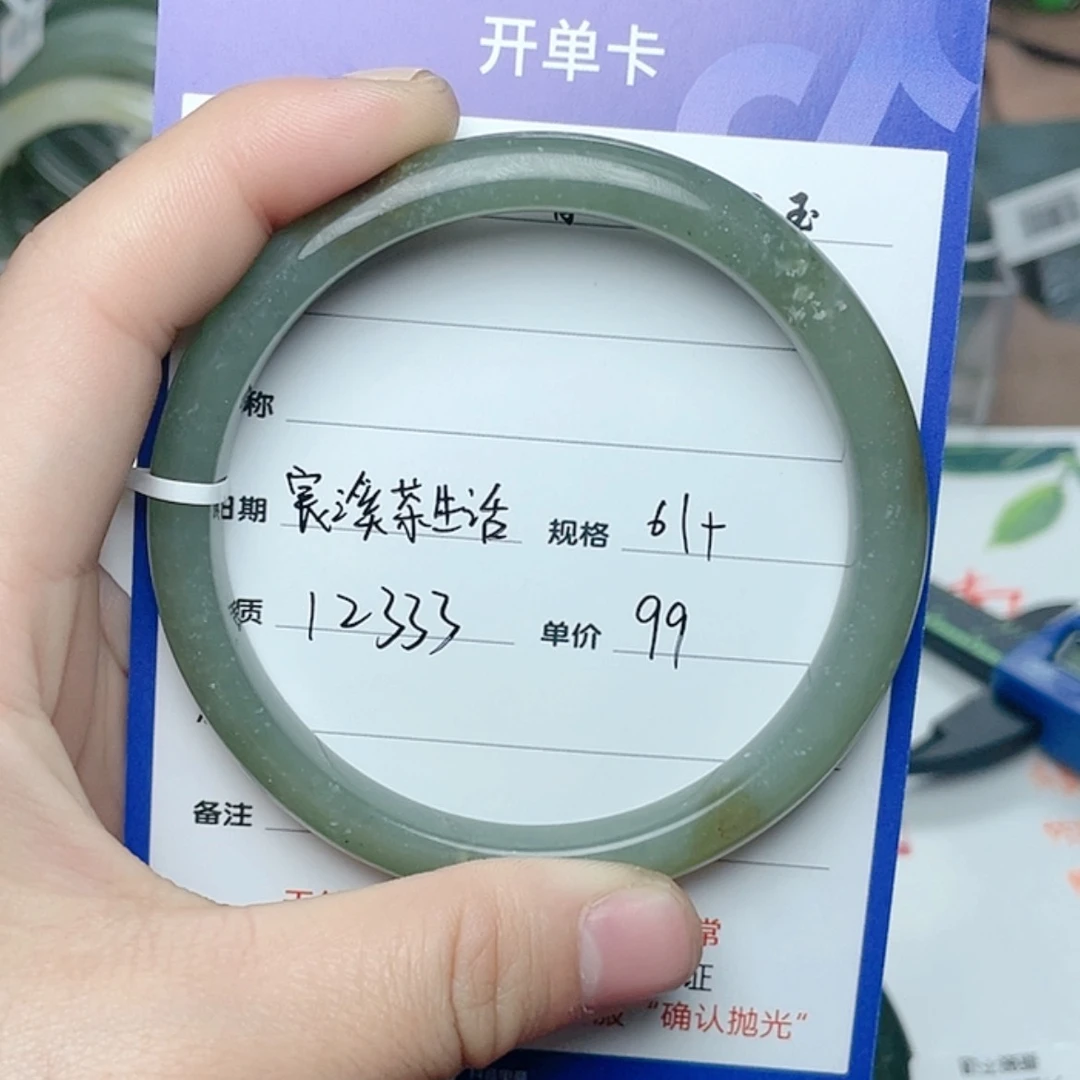 开单卡
玉
称
日期 宸溪茶生活 规格 61+
质 12333 单价 99
备注
常
证
"确认抛光"